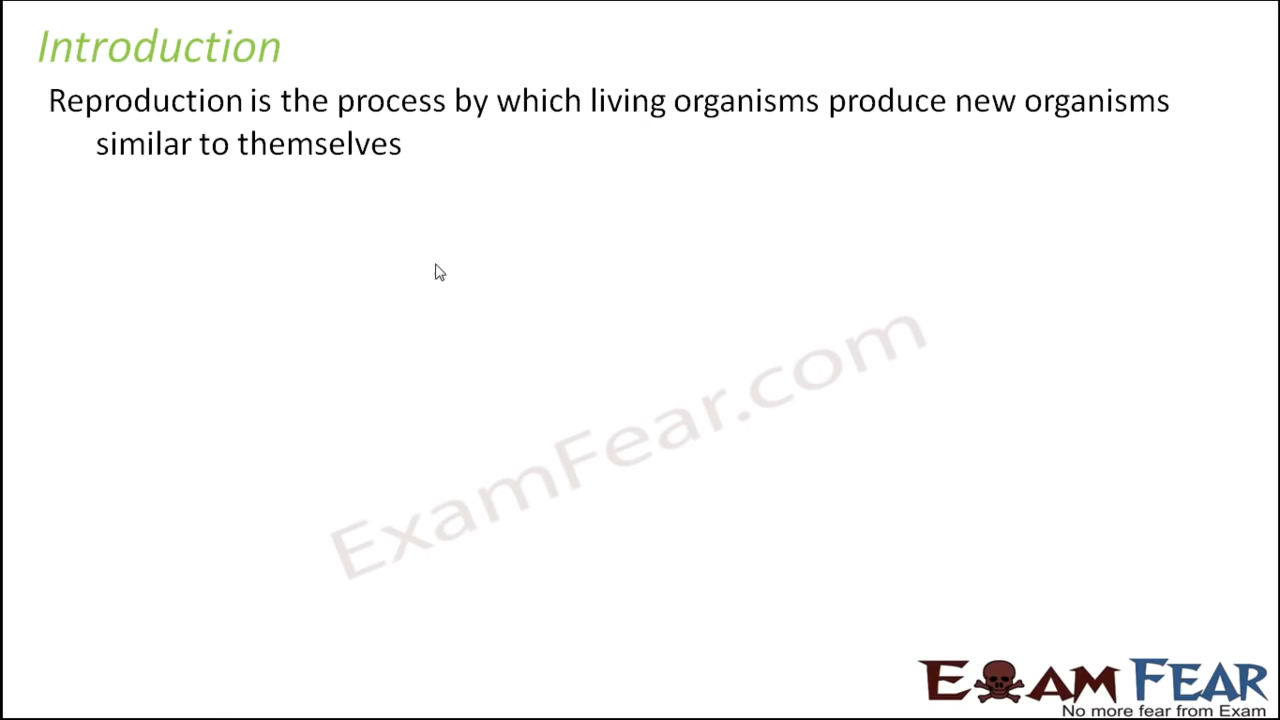 Introduction
Reproduction is the process by which living organisms produce new organisms
similar to themselves
ExamFear.com
EXAM FEAR
No more fear from Exam